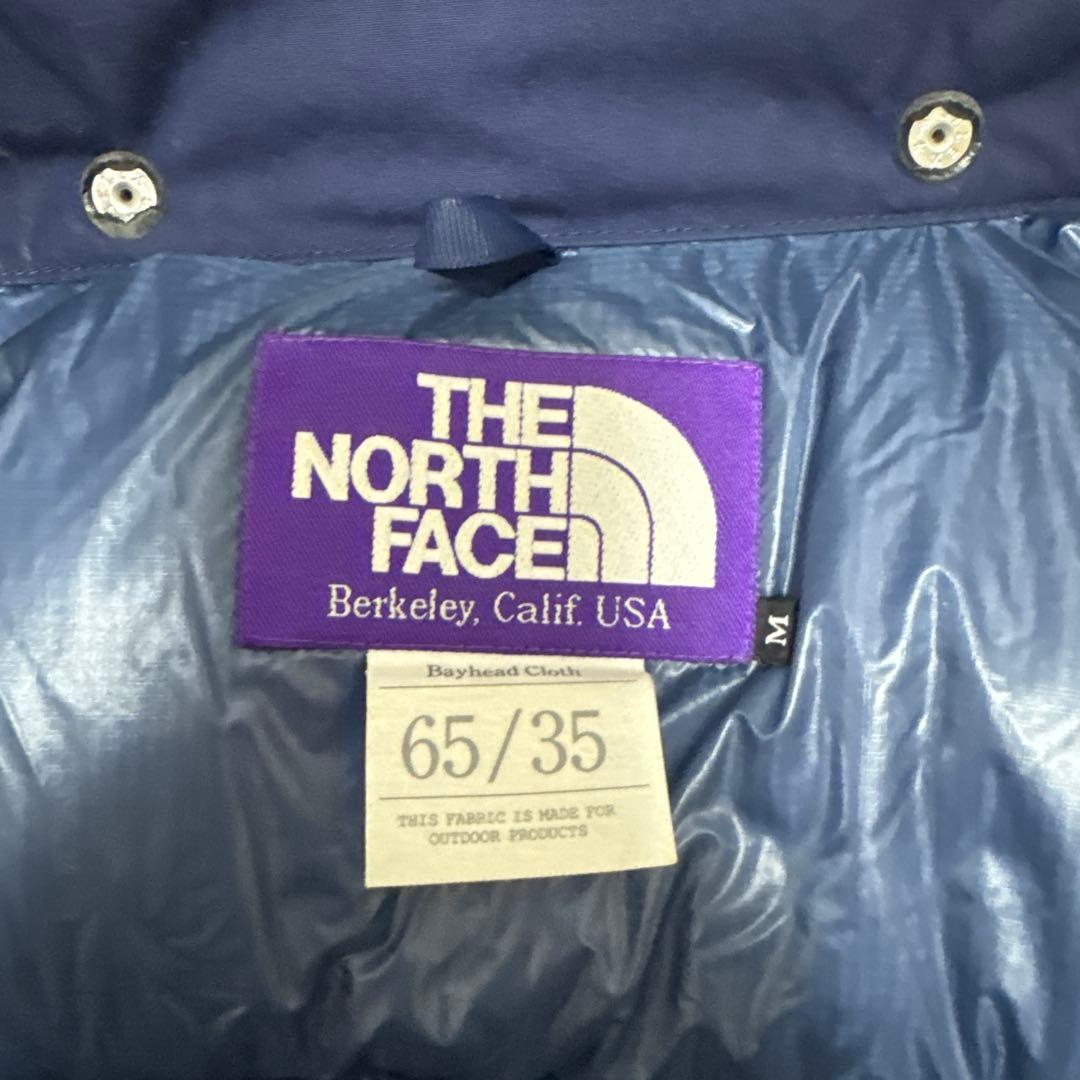 THE
NORTH
FACE
Berkeley, Calif. USA
M
Bayhead Cloth
65/35
THIS FABRIC IS MADE FOR
OUTDOOR PRODUCTS